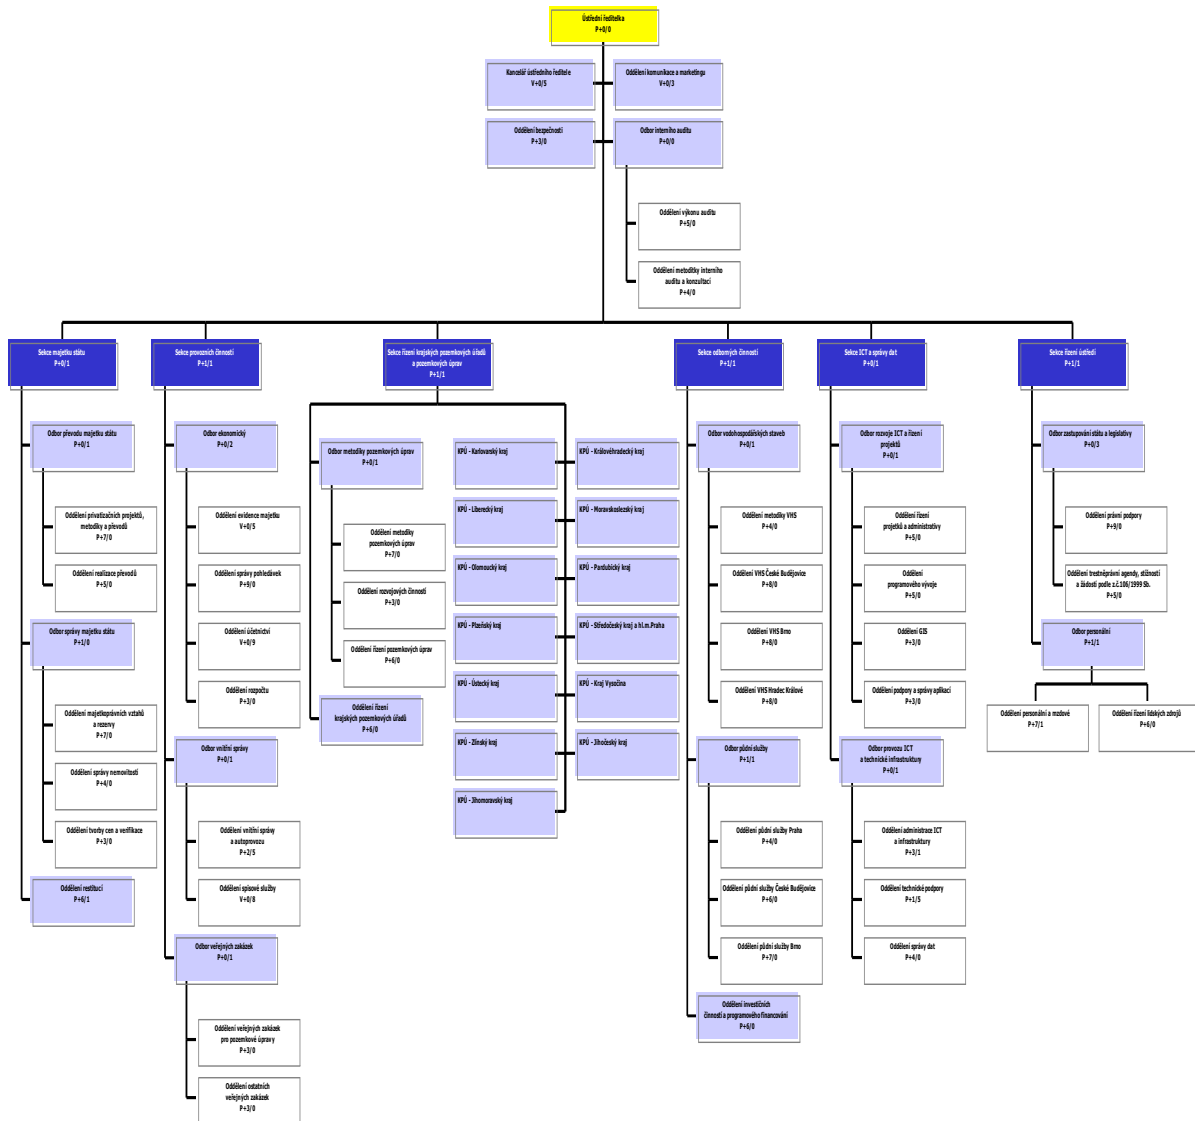 Ústřední ředitelka
P+0/0
Kancelář ústředního ředitele
V+0/5
Oddělení komunikace a marketingu
V+0/3
Oddělení bezpečnosti
P+3/0
Odbor interního auditu
P+0/0
Oddělení výkonu auditu
P+5/0
Oddělení metodiky interního
auditu a konzultací
P+4/0
Sekce majetku státu
P+0/1
Odbor převodu majetku státu
P+0/1
Oddělení privatizačních projektů,
metodiky a převodů
P+7/0
Oddělení realizace převodů
P+5/0
Odbor správy majetku státu
P+1/0
Oddělení majetkoprávních vztahů
a rezervy
P+7/0
Oddělení správy nemovitostí
P+4/0
Oddělení tvorby cen a verifikace
P+3/0
Oddělení restitucí
P+6/1
Sekce provozních činností
P+1/1
Odbor ekonomický
P+0/2
Oddělení evidence majetku
V+0/5
Oddělení správy pohledávek
P+9/0
Oddělení účetnictví
V+0/9
Oddělení rozpočtu
P+3/0
Odbor vnitřní správy
P+0/1
Oddělení vnitřní správy
a autoprovozu
P+2/5
Oddělení spisové služby
V+0/8
Odbor veřejných zakázek
P+0/1
Oddělení veřejných zakázek
pro pozemkové úpravy
P+3/0
Oddělení ostatních
veřejných zakázek
P+3/0
Sekce řízení krajských pozemkových úřadů
a pozemkových úprav
P+1/1
Odbor metodiky pozemkových úprav
P+0/1
Oddělení metodiky
pozemkových úprav
P+7/0
Oddělení rozvojových činností
P+3/0
Oddělení řízení pozemkových úprav
P+6/0
Oddělení řízení
krajských pozemkových úřadů
P+6/0
KPÚ - Karlovarský kraj
KPÚ - Královéhradecký kraj
KPÚ - Liberecký kraj
KPÚ - Moravskoslezský kraj
KPÚ - Olomoucký kraj
KPÚ - Pardubický kraj
KPÚ - Plzeňský kraj
KPÚ - Středočeský kraj a hl.m.Praha
KPÚ - Ústecký kraj
KPÚ - Kraj Vysočina
KPÚ - Zlínský kraj
KPÚ - Jihočeský kraj
KPÚ - Jihomoravský kraj
Sekce odborných činností
P+1/1
Odbor vodohospodářských staveb
P+0/1
Oddělení metodiky VHS
P+4/0
Oddělení VHS České Budějovice
P+8/0
Oddělení VHS Brno
P+8/0
Oddělení VHS Hradec Králové
P+8/0
Odbor půdní služby
P+1/1
Oddělení půdní služby Praha
P+4/0
Oddělení půdní služby České Budějovice
P+6/0
Oddělení půdní služby Brno
P+7/0
Oddělení investičních
činností a programového financování
P+6/0
Sekce ICT a správy dat
P+0/1
Odbor rozvoje ICT a řízení
projektů
P+0/1
Oddělení řízení
projektů a administrativy
P+5/0
Oddělení
programového vývoje
P+5/0
Oddělení GIS
P+3/0
Oddělení podpory a správy aplikací
P+3/0
Odbor provozu ICT
a technické infrastruktury
P+0/1
Oddělení administrace ICT
a infrastruktury
P+3/1
Oddělení technické podpory
P+1/5
Oddělení správy dat
P+4/0
Sekce řízení ústředí
P+1/1
Odbor zastupování státu a legislativy
P+0/3
Oddělení právní podpory
P+9/0
Oddělení trestněprávní agendy, stížností
a žádostí podle z.č.106/1999 Sb.
P+5/0
Odbor personální
P+1/1
Oddělení personální a mzdové
P+7/1
Oddělení řízení lidských zdrojů
P+6/0